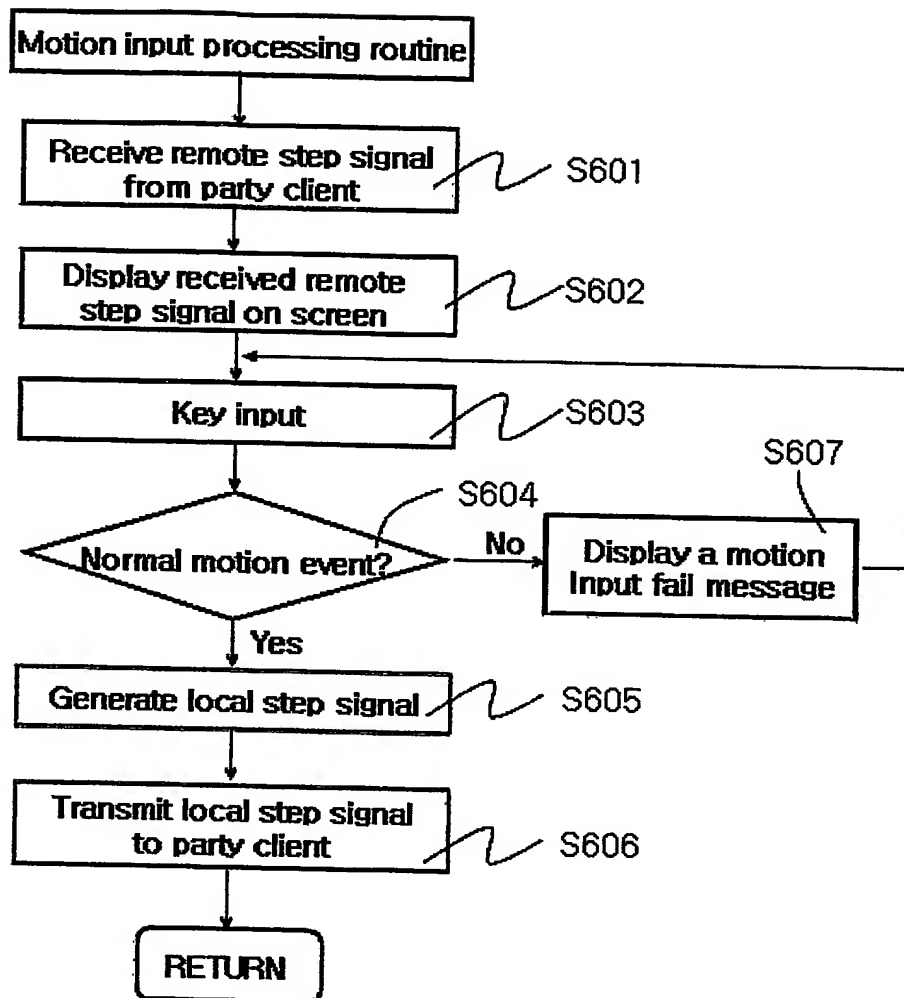 Motion input processing routine
Receive remote step signal
from party client
S601
Display received remote
step signal on screen
S602
Key input
S603
S607
S604
Normal motion event?
No
Display a motion
Input fail message
Yes
Generate local step signal
S605
Transmit local step signal
to party client
S606
RETURN